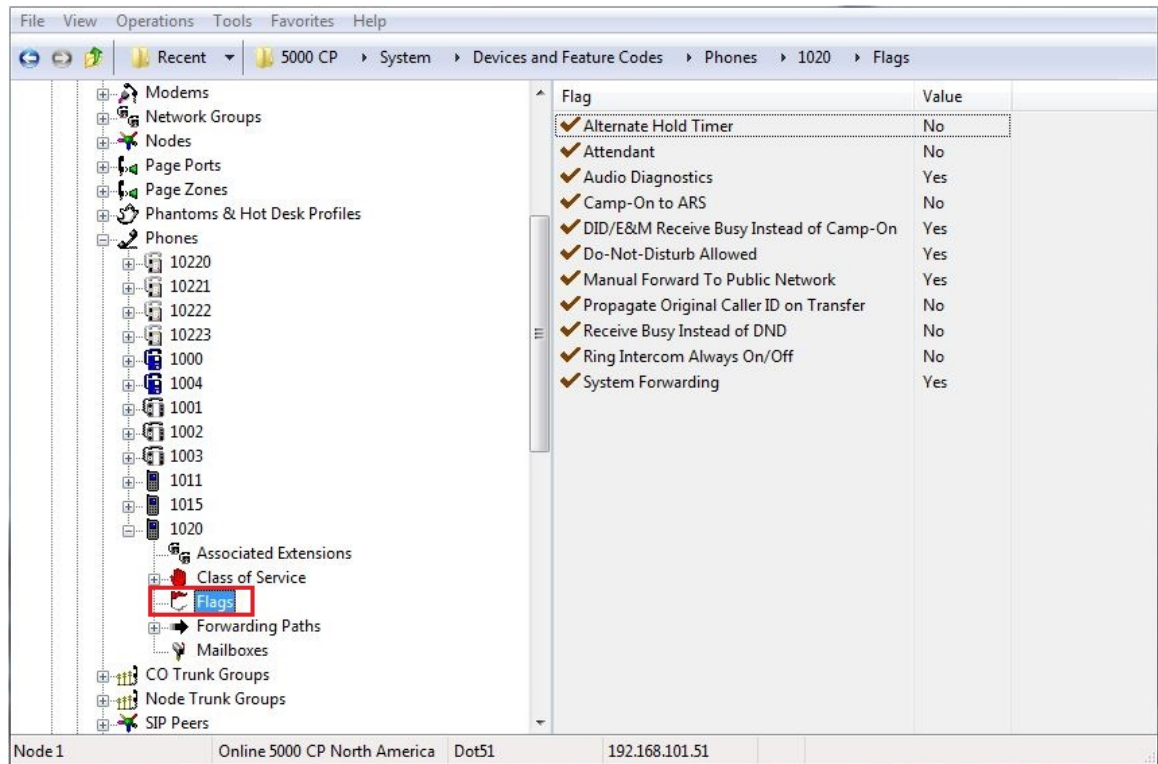 File View Operations Tools Favorites Help
Recent 5000 CP System Devices and Feature Codes Phones 1020 Flags
Modems
Network Groups
Nodes
Page Ports
Page Zones
Phantoms & Hot Desk Profiles
Phones
10220
10221
10222
10223
1000
1004
1001
1002
1003
1011
1015
1020
Associated Extensions
Class of Service
Flags
Forwarding Paths
Mailboxes
CO Trunk Groups
Node Trunk Groups
SIP Peers
Flag Value
Alternate Hold Timer No
Attendant No
Audio Diagnostics Yes
Camp-On to ARS No
DID/E&M Receive Busy Instead of Camp-On Yes
Do-Not-Disturb Allowed Yes
Manual Forward To Public Network Yes
Propagate Original Caller ID on Transfer No
Receive Busy Instead of DND No
Ring Intercom Always On/Off No
System Forwarding Yes
Node 1 Online 5000 CP North America Dot51 192.168.101.51